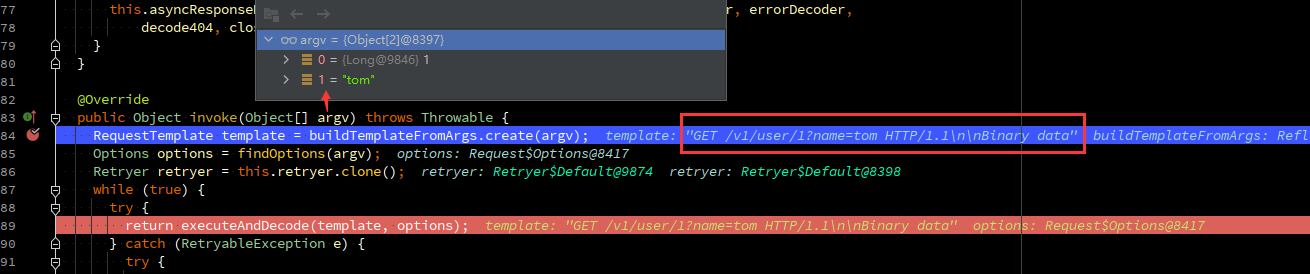 77 this.asyncResponse r, errorDecoder,
78 decode404, clos
argv = {Object[2]@8397}
0 = {Long@9846} 1
1 = "tom"
79 }
80 }
81
82 @Override
83 public Object invoke(Object[] argv) throws Throwable {
84 RequestTemplate template = buildTemplateFromArgs.create(argv); template: "GET /v1/user/1?name=tom HTTP/1.1\n\nBinary data" buildTemplateFromArgs: Refl
85 Options options = findOptions(argv); options: Request$Options@8417
86 Retryer retryer = this.retryer.clone(); retryer: Retryer$Default@9874 retryer: Retryer$Default@8398
87 while (true) {
88 try {
89 return executeAndDecode(template, options); template: "GET /v1/user/1?name=tom HTTP/1.1\n\nBinary data" options: Request$Options@8417
90 } catch (RetryableException e) {
91 try {